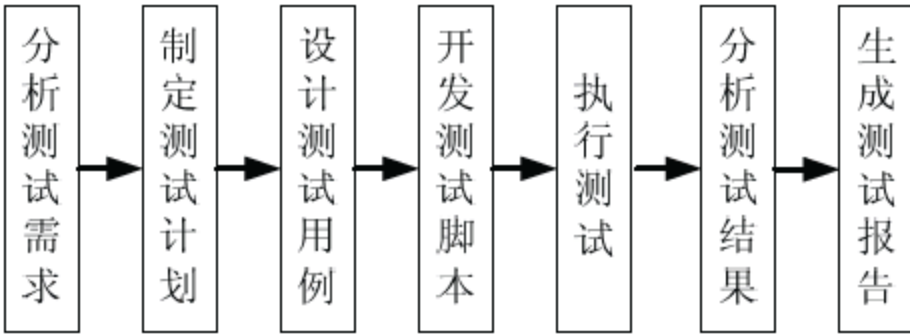 分析测试需求
制定测试计划
设计测试用例
开发测试脚本
执行测试
分析测试结果
生成测试报告